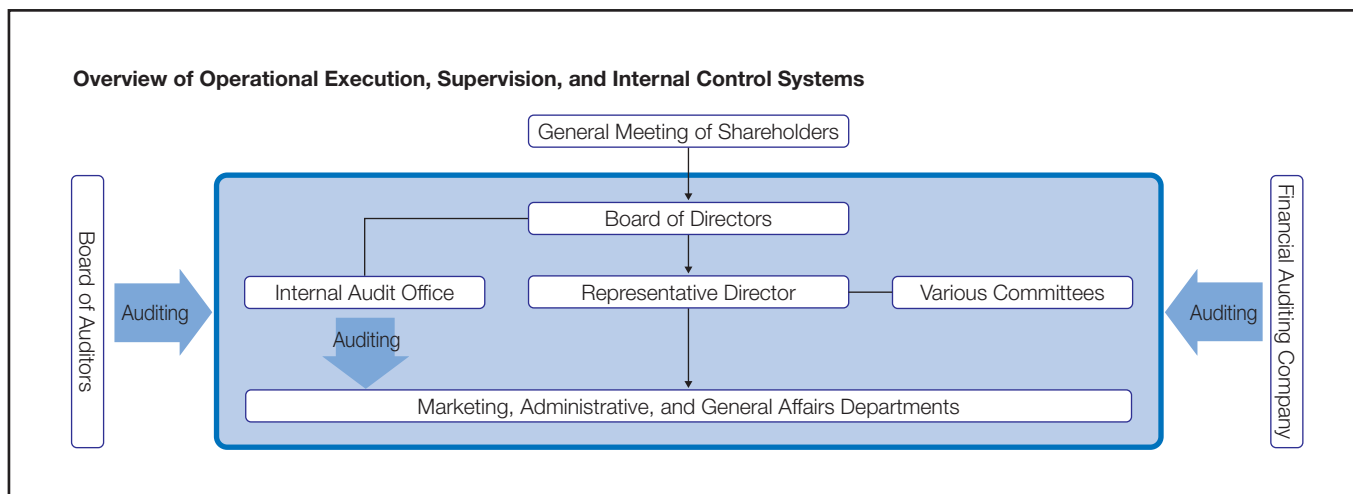 Overview of Operational Execution, Supervision, and Internal Control Systems
General Meeting of Shareholders
Board of Auditors
Auditing
Board of Directors
Internal Audit Office
Representative Director
Various Committees
Auditing
Marketing, Administrative, and General Affairs Departments
Auditing
Financial Auditing Company